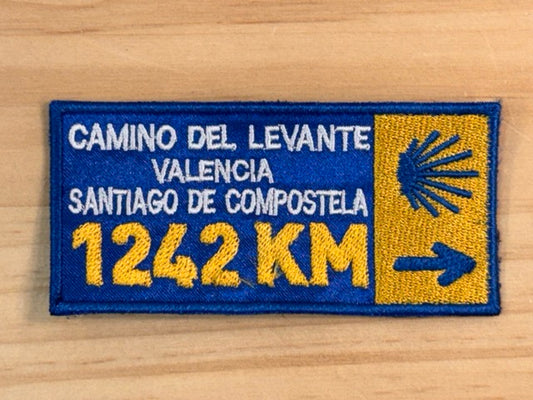 CAMINO DEL LEVANTE
VALENCIA
SANTIAGO DE COMPOSTELA
1242 KM